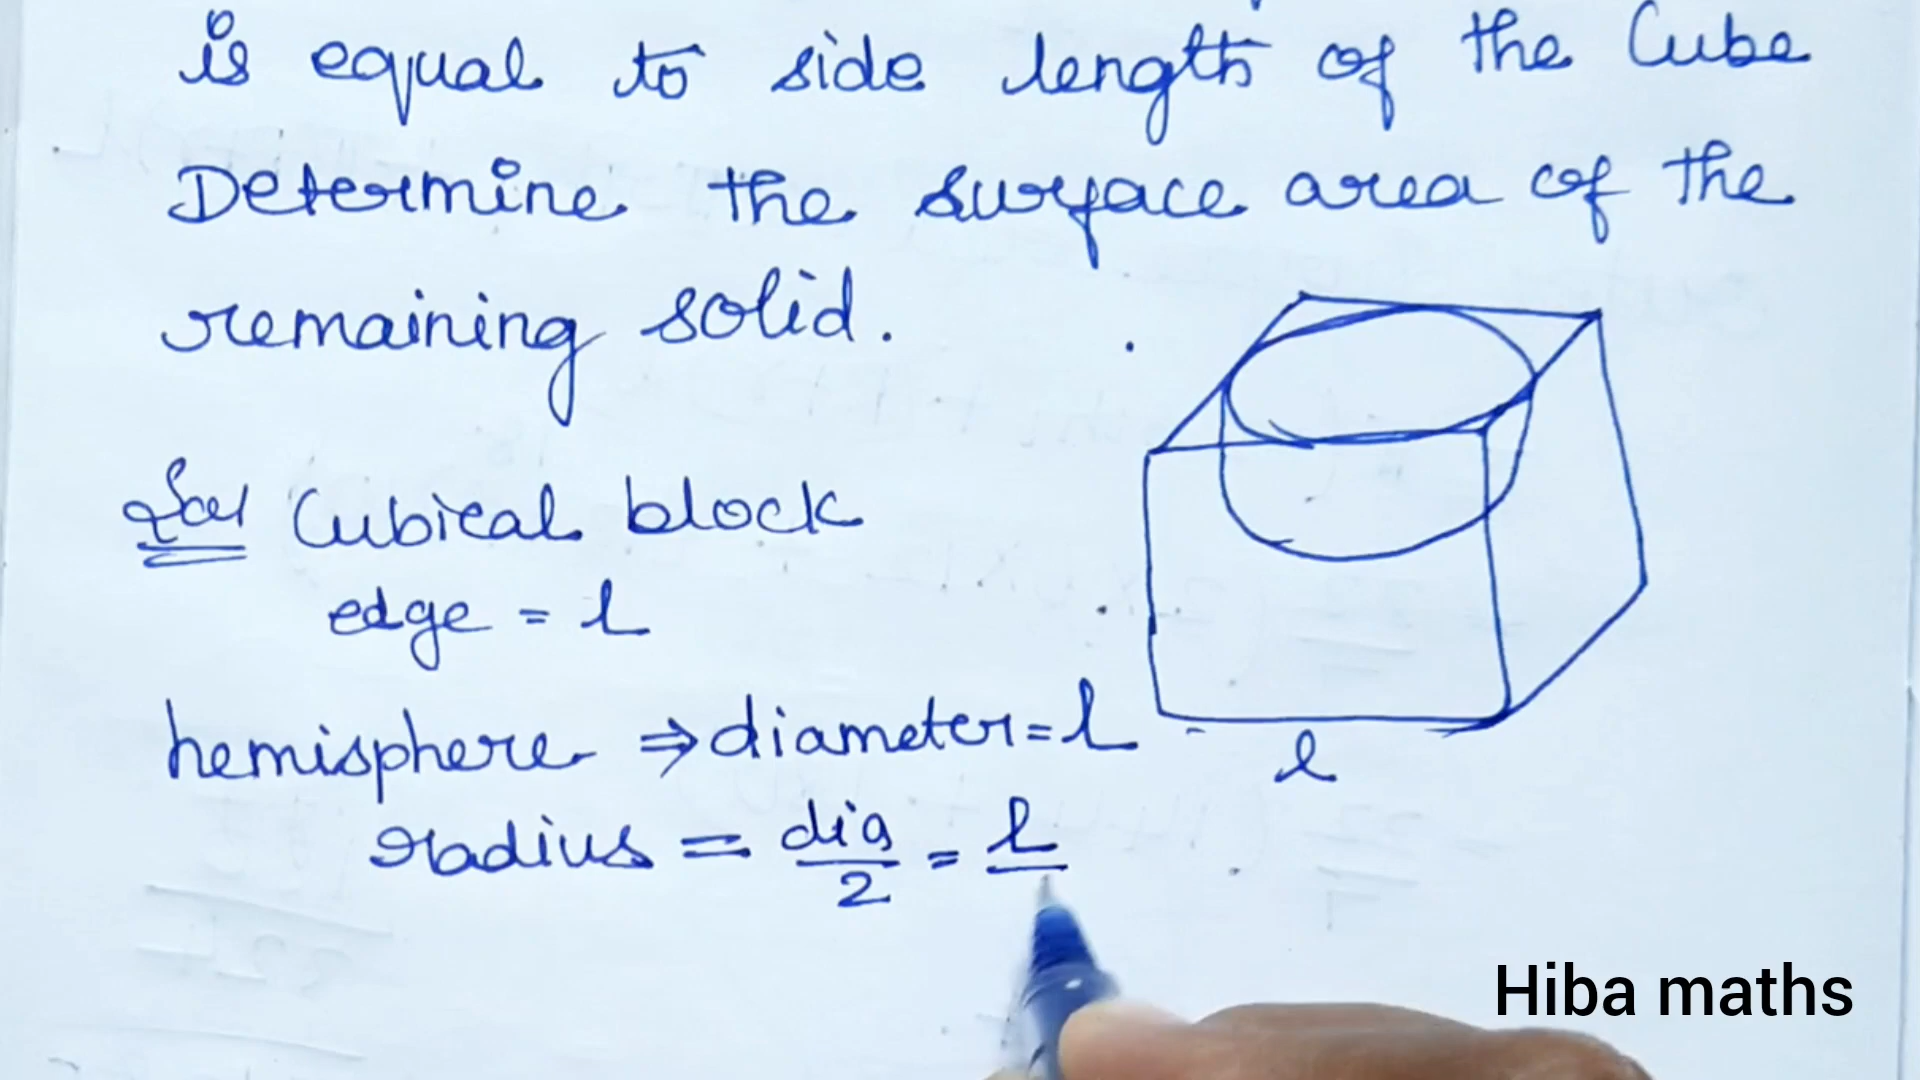 is equal to side length of the Cube
Determine the surface area of the
remaining solid.
Sol Cubical block
edge = l
hemisphere ⇒ diameter = l
l
radius = dia/2 = l
Hiba maths